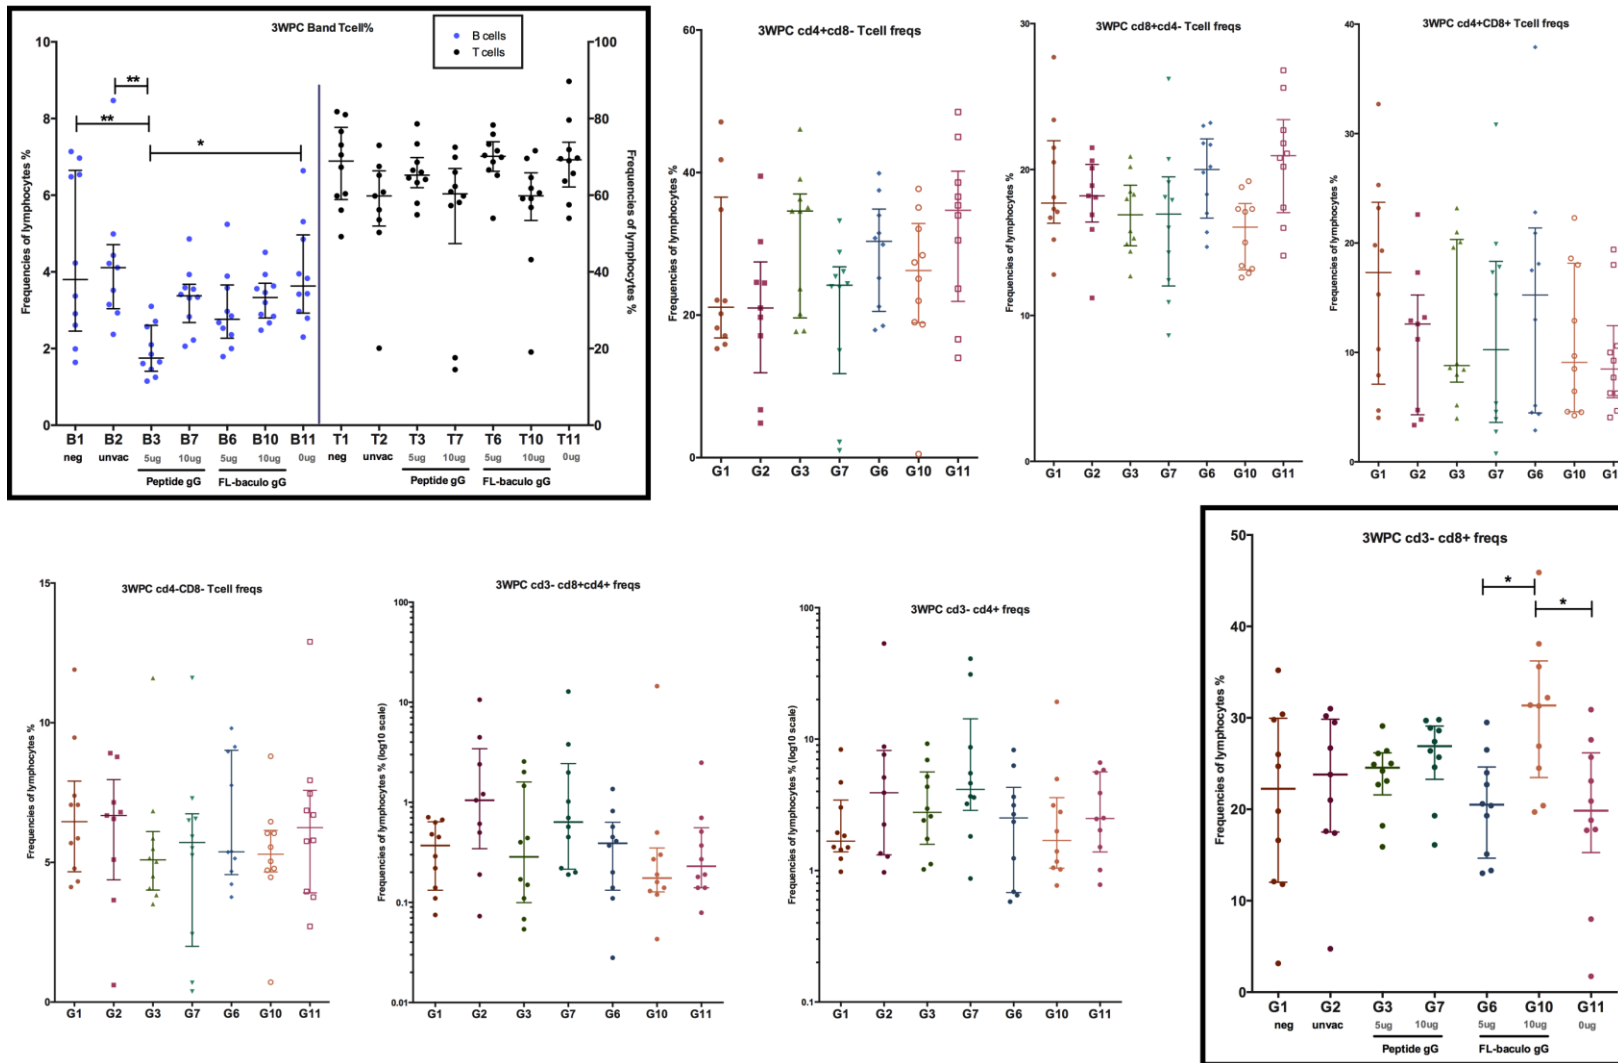 3WPC Band Tcell%
B cells
T cells
Frequencies of lymphocytes %
10
8
6
4
2
0
**
**
*
100
80
60
40
20
0
Frequencies of lymphocytes %
B1 B2 B3 B7 B6 B10 B11 T1 T2 T3 T7 T6 T10 T11
neg unvac 5ug 10ug 5ug 10ug 0ug neg unvac 5ug 10ug 5ug 10ug 0ug
Peptide gG FL-baculo gG Peptide gG FL-baculo gG
3WPC cd4+cd8- Tcell freqs
Frequencies of lymphocytes %
60
40
20
0
G1 G2 G3 G7 G6 G10 G11
3WPC cd8+cd4- Tcell freqs
Frequencies of lymphocytes %
30
20
10
0
G1 G2 G3 G7 G6 G10 G11
3WPC cd4+CD8+ Tcell freqs
Frequencies of lymphocytes %
40
30
20
10
0
G1 G2 G3 G7 G6 G10 G1
3WPC cd4-CD8- Tcell freqs
Frequencies of lymphocytes %
15
10
5
0
G1 G2 G3 G7 G6 G10 G11
3WPC cd3- cd8+cd4+ freqs
Frequencies of lymphocytes % (log10 scale)
100
10
1
0.1
0.01
G1 G2 G3 G7 G6 G10 G11
3WPC cd3- cd4+ freqs
Frequencies of lymphocytes % (log10 scale)
100
10
1
0.1
G1 G2 G3 G7 G6 G10 G11
3WPC cd3- cd8+ freqs
Frequencies of lymphocytes %
50
40
30
20
10
0
*
*
G1 G2 G3 G7 G6 G10 G11
neg unvac 5ug 10ug 5ug 10ug 0ug
Peptide gG FL-baculo gG